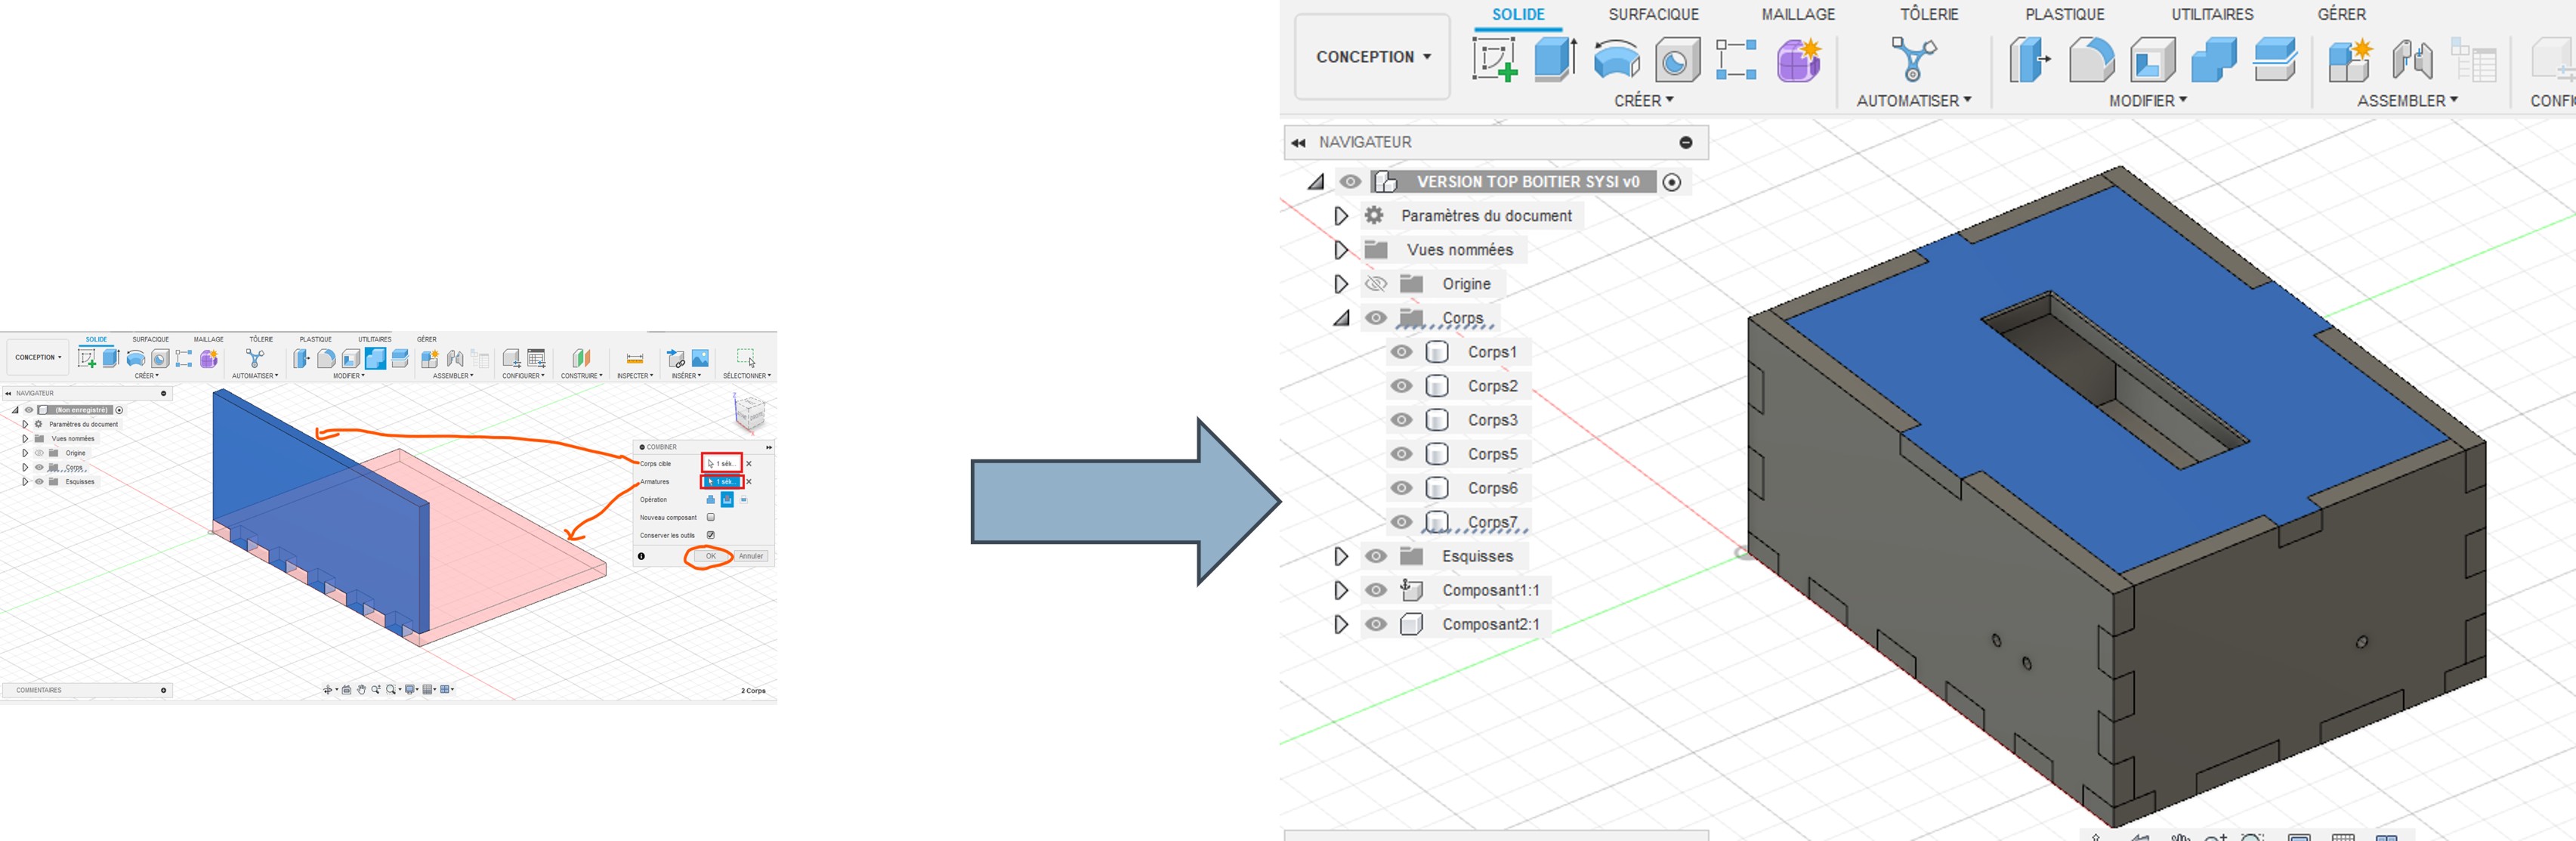 SOLIDE SURFACIQUE MAILLAGE TÔLERIE PLASTIQUE UTILITAIRES GÉRER
CONCEPTION
CRÉER AUTOMATISER MODIFIER ASSEMBLER CONFIGURER CONSTRUIRE INSPECTER INSÉRER SÉLECTIONNER
NAVIGATEUR
(Non enregistré)
Paramètres du document
Vues nommées
Origine
Corps
Esquisses
COMBINER
Corps cible 1 sél...
Armatures 1 sél...
Opération
Nouveau composant
Conserver les outils
OK Annuler
COMMENTAIRES
2 Corps
SOLIDE SURFACIQUE MAILLAGE TÔLERIE PLASTIQUE UTILITAIRES GÉRER
CONCEPTION
CRÉER AUTOMATISER MODIFIER ASSEMBLER CONFI
NAVIGATEUR
VERSION TOP BOITIER SYSI v0
Paramètres du document
Vues nommées
Origine
Corps
Corps1
Corps2
Corps3
Corps5
Corps6
Corps7
Esquisses
Composant1:1
Composant2:1